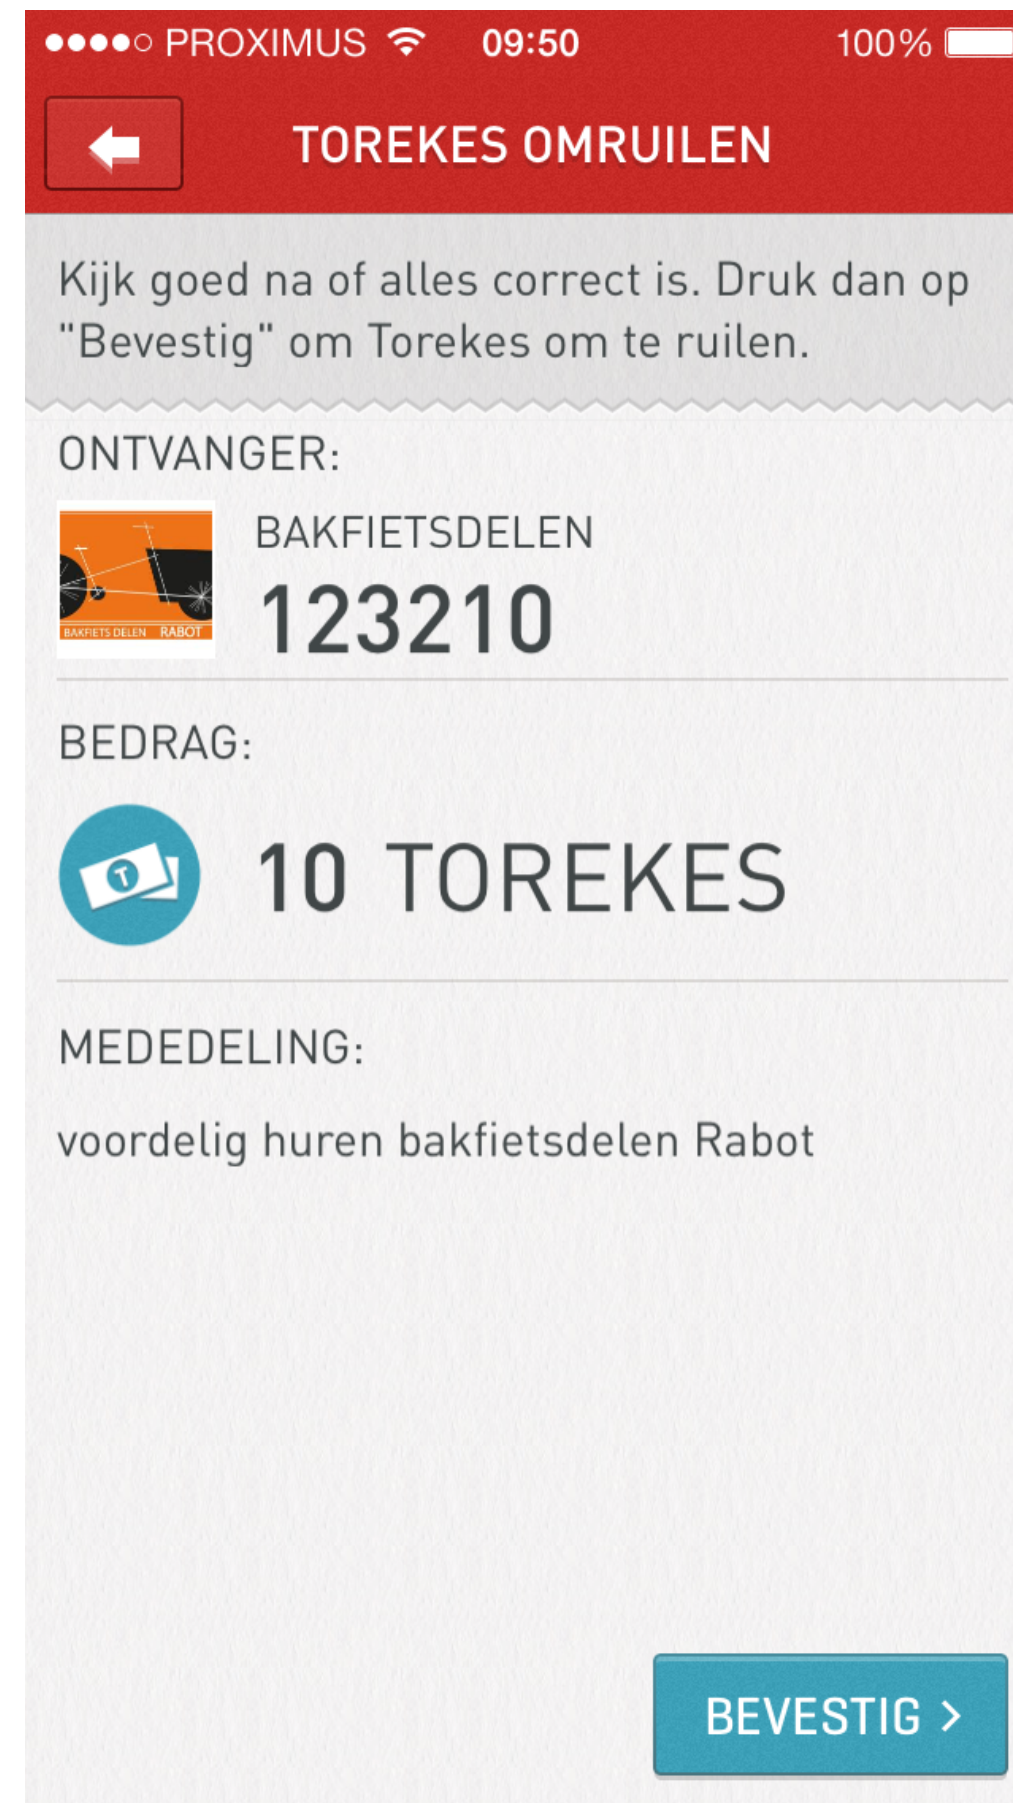 PROXIMUS 09:50 100%
TOREKES OMRUILEN
Kijk goed na of alles correct is. Druk dan op
"Bevestig" om Torekes om te ruilen.
ONTVANGER:
BAKFIETSDELEN
123210
BAKFIETS DELEN RABOT
BEDRAG:
T
10 TOREKES
MEDEDELING:
voordelig huren bakfietsdelen Rabot
BEVESTIG >